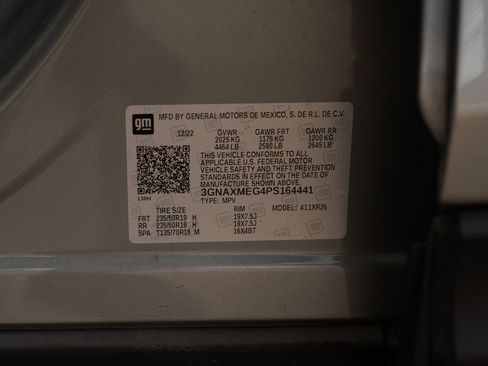 gm
MFD BY GENERAL MOTORS DE MEXICO, S. DE R.L. DE C.V.
12/22 GVWR GAWR FRT GAWR RR
2025 KG 1175 KG 1200 KG
4464 LB 2590 LB 2645 LB
THIS VEHICLE CONFORMS TO ALL
APPLICABLE U.S. FEDERAL MOTOR
VEHICLE SAFETY AND THEFT PREVENTION
STANDARDS IN EFFECT ON THE DATE OF
MANUFACTURE SHOWN ABOVE.
3GNAXMEG4PS164441
TYPE: MPV MODEL: 411XR26
TIRE SIZE RIM
FRT 235/50R19 H 19X7.5J
RR 235/50R19 H 19X7.5J
SPA T135/70R16 M 16X4BT